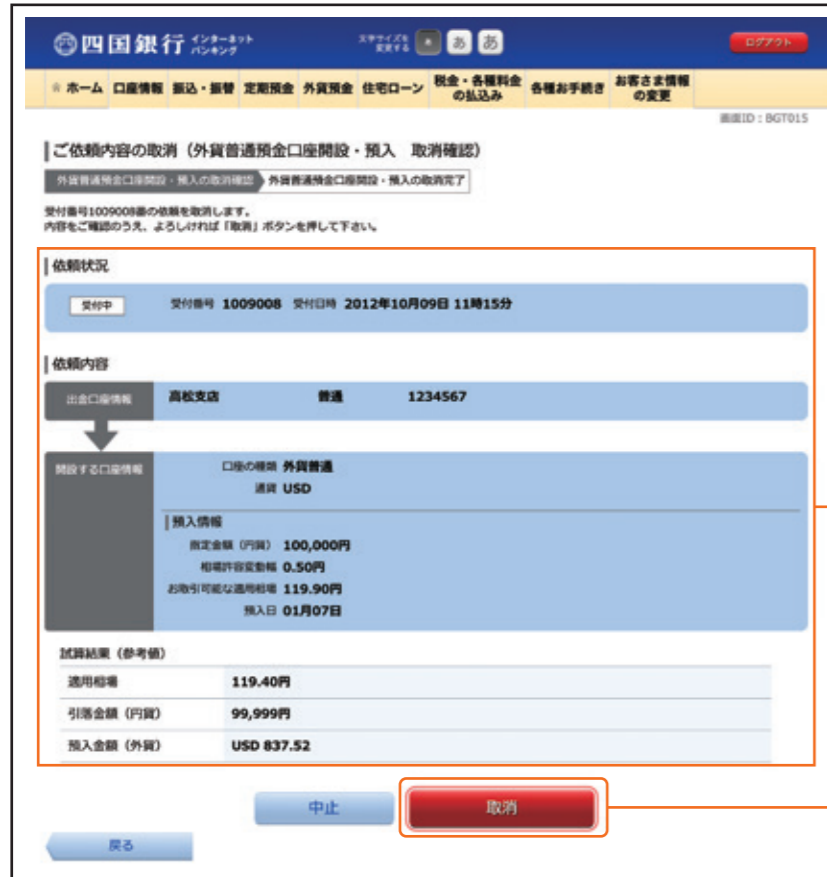 四国銀行 インターネット バンキング
文字サイズを変更する あ あ
ログアウト
ホーム 口座情報 振込・振替 定期預金 外貨預金 住宅ローン 税金・各種料金の払込み 各種お手続き お客さま情報の変更
画面ID:BGT015
ご依頼内容の取消（外貨普通預金口座開設・預入 取消確認）
外貨普通預金口座開設・預入の取消確認 外貨普通預金口座開設・預入の取消完了
受付番号1009008番の依頼を取消します。
内容をご確認のうえ、よろしければ「取消」ボタンを押して下さい。
依頼状況
受付中 受付番号 1009008 受付日時 2012年10月09日 11時15分
依頼内容
出金口座情報 高松支店 普通 1234567
開設する口座情報 口座の種類 外貨普通
通貨 USD
預入情報
指定金額（円貨） 100,000円
相場許容変動幅 0.50円
お取引可能な適用相場 119.90円
預入日 01月07日
試算結果（参考値）
適用相場 119.40円
引落金額（円貨） 99,999円
預入金額（外貨） USD 837.52
中止 取消
戻る